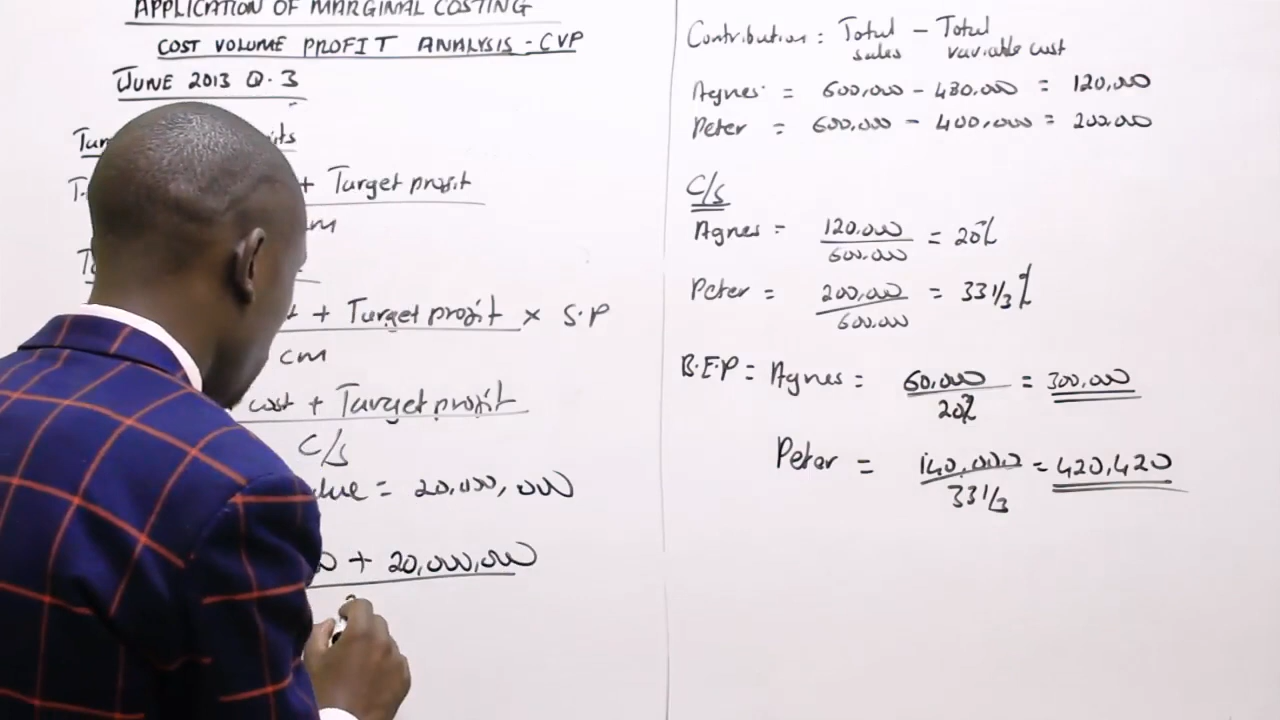 APPLICATION OF MARGINAL COSTING
COST VOLUME PROFIT ANALYSIS - CVP
JUNE 2013 Q.3
+ Target profit
+ Target profit × S.P
cm
cost + Target profit
C/S
= 20,000,000
+ 20,000,000
Contribution: Total sales - Total variable cost
Agnes = 600,000 - 480,000 = 120,000
Peter = 600,000 - 400,000 = 200,000
C/S
Agnes = 120,000 / 600,000 = 20%
Peter = 200,000 / 600,000 = 33 1/3 %
B.E.P = Agnes = 60,000 / 20% = 300,000
Peter = 140,000 / 33 1/3 = 420,420